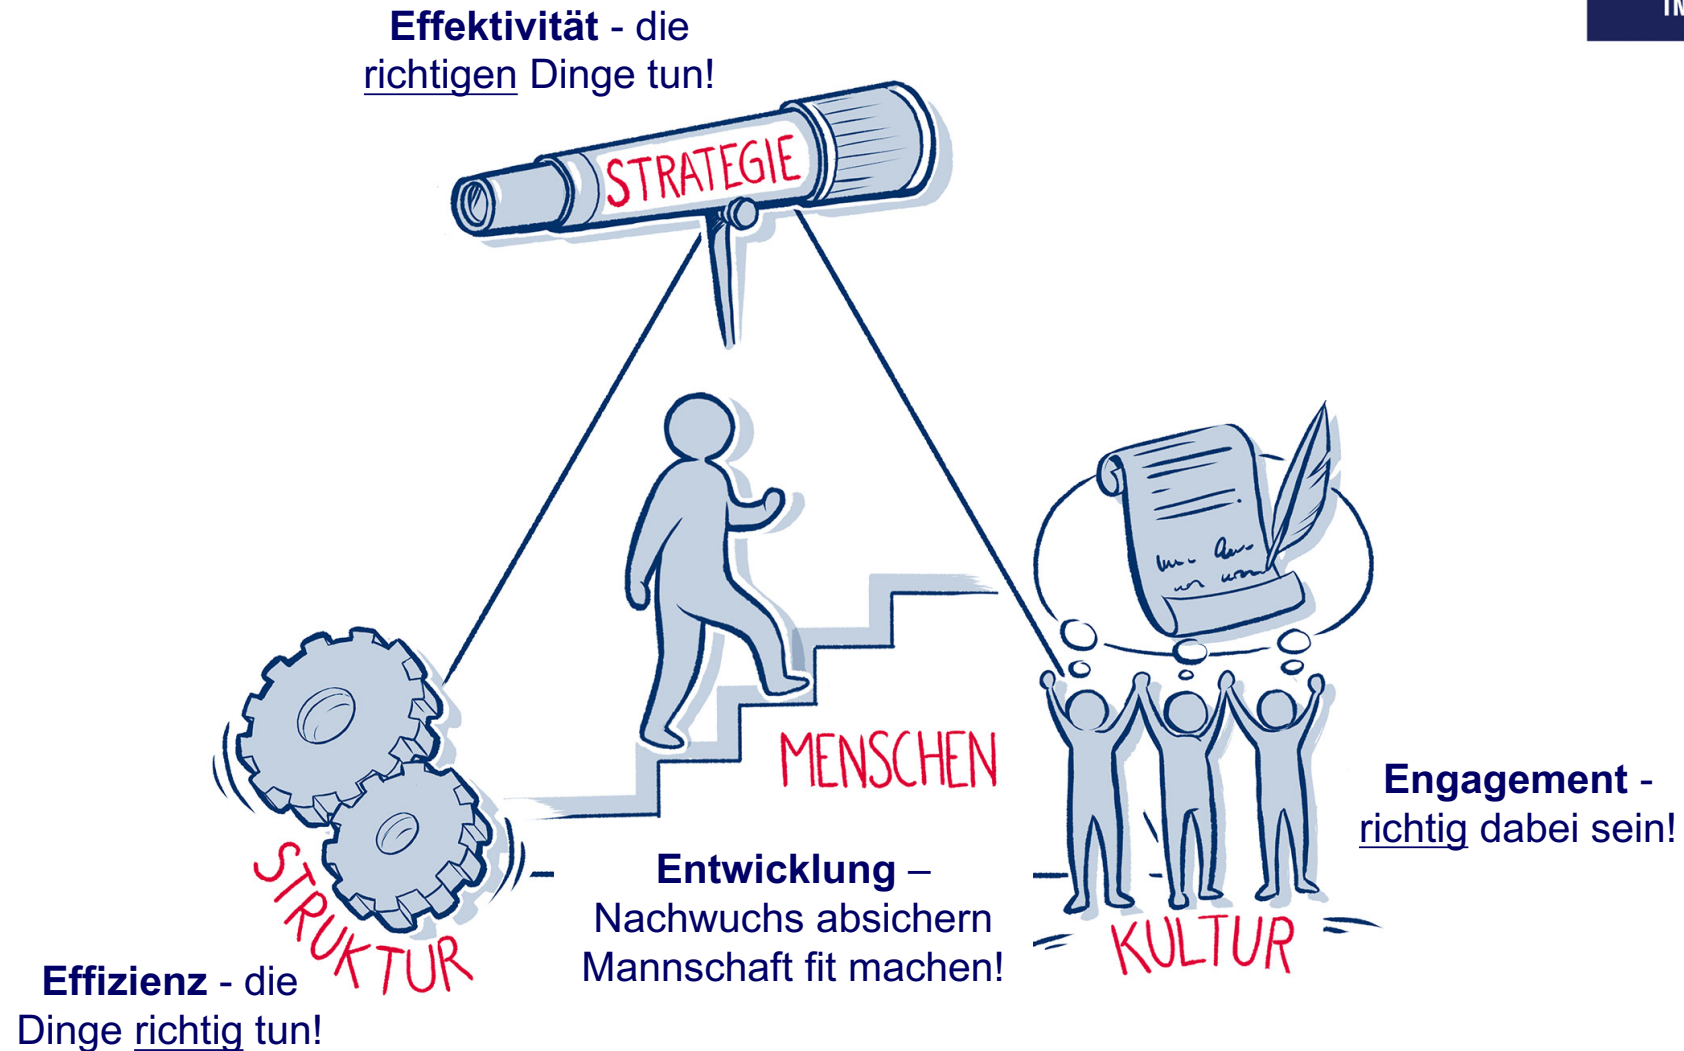 Effektivität - die
richtigen Dinge tun!
STRATEGIE
MENSCHEN
Engagement -
richtig dabei sein!
Entwicklung –
Nachwuchs absichern
Mannschaft fit machen!
STRUKTUR
KULTUR
Effizienz - die
Dinge richtig tun!